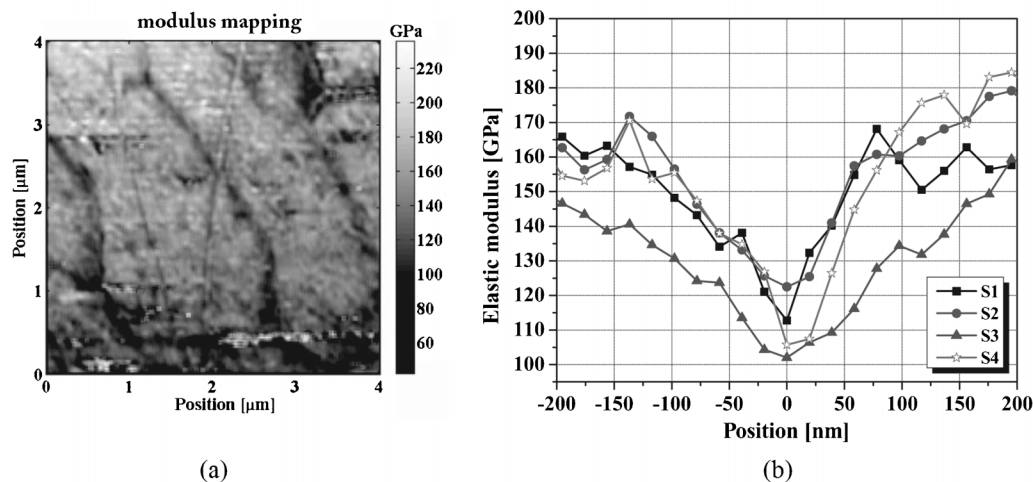 modulus mapping
GPa
4
3
2
1
0
Position [µm]
0 1 2 3 4
Position [µm]
220
200
180
160
140
120
100
80
60
(a)
200
190
180
170
160
150
140
130
120
110
100
Elastic modulus [GPa]
S1
S2
S3
S4
-200 -150 -100 -50 0 50 100 150 200
Position [nm]
(b)